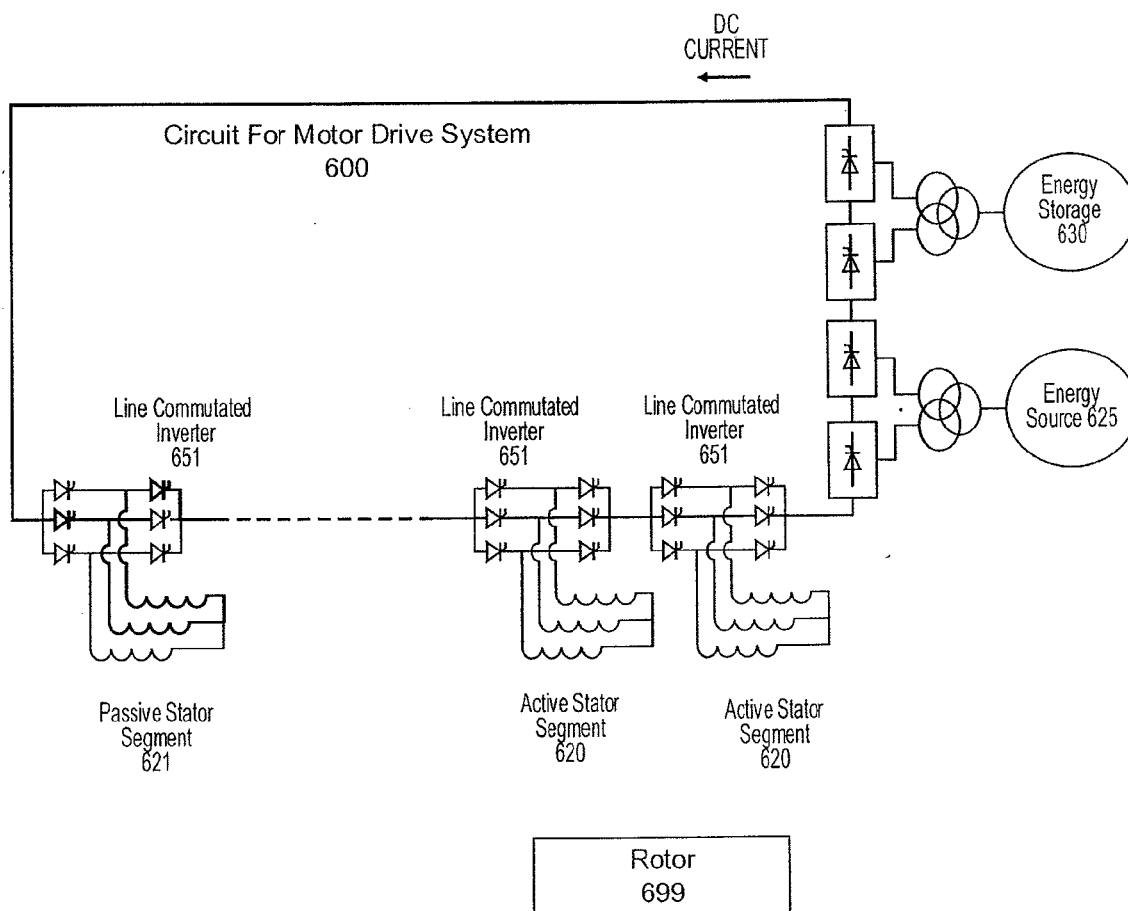 DC
CURRENT
Circuit For Motor Drive System
600
Energy
Storage
630
Energy
Source 625
Line Commutated
Inverter
651
Line Commutated
Inverter
651
Line Commutated
Inverter
651
Passive Stator
Segment
621
Active Stator
Segment
620
Active Stator
Segment
620
Rotor
699